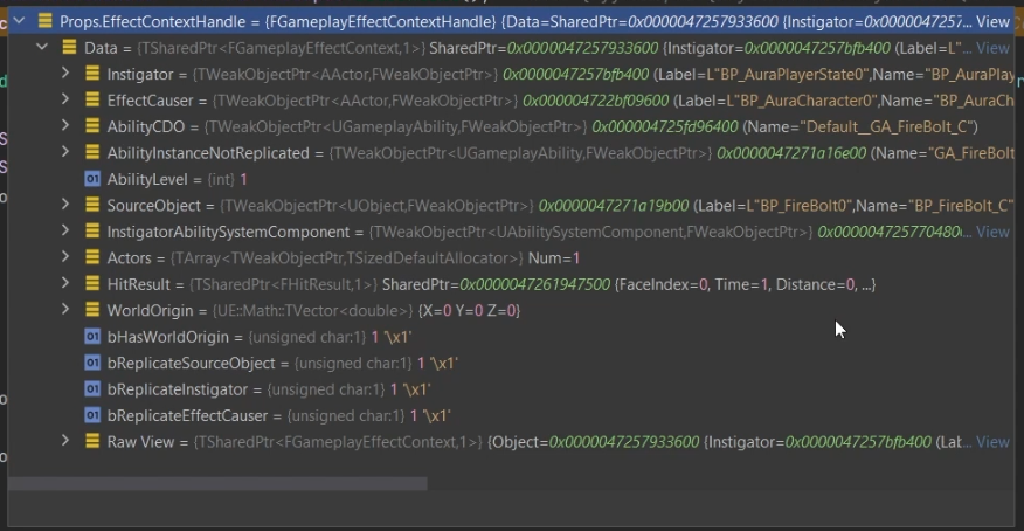 Props.EffectContextHandle = {FGameplayEffectContextHandle} {Data=SharedPtr=0x0000047257933600 {Instigator=0x00000047257... View
Data = {TSharedPtr<FGameplayEffectContext,1>} SharedPtr=0x0000047257933600 {Instigator=0x0000047257bfb400 (Label=L"... View
Instigator = {TWeakObjectPtr<AActor,FWeakObjectPtr>} 0x0000047257bfb400 (Label=L"BP_AuraPlayerState0",Name="BP_AuraPlay
EffectCauser = {TWeakObjectPtr<AActor,FWeakObjectPtr>} 0x000004722bf09600 (Label=L"BP_AuraCharacter0",Name="BP_AuraCh
AbilityCDO = {TWeakObjectPtr<UGameplayAbility,FWeakObjectPtr>} 0x000004725fd96400 (Name="Default__GA_FireBolt_C")
AbilityInstanceNotReplicated = {TWeakObjectPtr<UGameplayAbility,FWeakObjectPtr>} 0x0000047271a16e00 (Name="GA_FireBolt
AbilityLevel = {int} 1
SourceObject = {TWeakObjectPtr<UObject,FWeakObjectPtr>} 0x0000047271a19b00 (Label=L"BP_FireBolt0",Name="BP_FireBolt_C"
InstigatorAbilitySystemComponent = {TWeakObjectPtr<UAbilitySystemComponent,FWeakObjectPtr>} 0x000004725770480... View
Actors = {TArray<TWeakObjectPtr,TSizedDefaultAllocator>} Num=1
HitResult = {TSharedPtr<FHitResult,1>} SharedPtr=0x0000047261947500 {FaceIndex=0, Time=1, Distance=0, ...}
WorldOrigin = {UE::Math::TVector<double>} {X=0 Y=0 Z=0}
bHasWorldOrigin = {unsigned char:1} 1 '\x1'
bReplicateSourceObject = {unsigned char:1} 1 '\x1'
bReplicateInstigator = {unsigned char:1} 1 '\x1'
bReplicateEffectCauser = {unsigned char:1} 1 '\x1'
Raw View = {TSharedPtr<FGameplayEffectContext,1>} {Object=0x0000047257933600 {Instigator=0x0000047257bfb400 (Lab... View